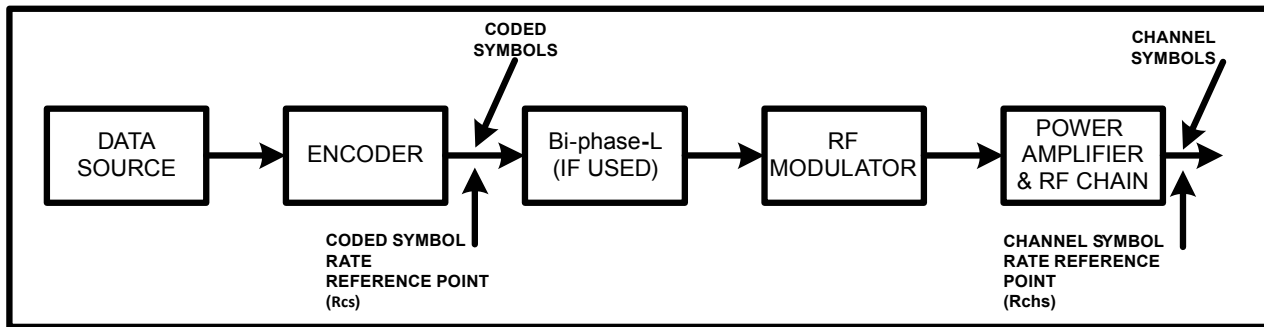 CODED
SYMBOLS
CHANNEL
SYMBOLS
DATA
SOURCE
ENCODER
Bi-phase-L
(IF USED)
RF
MODULATOR
POWER
AMPLIFIER
& RF CHAIN
CODED SYMBOL
RATE
REFERENCE POINT
(Rcs)
CHANNEL SYMBOL
RATE REFERENCE
POINT
(Rchs)